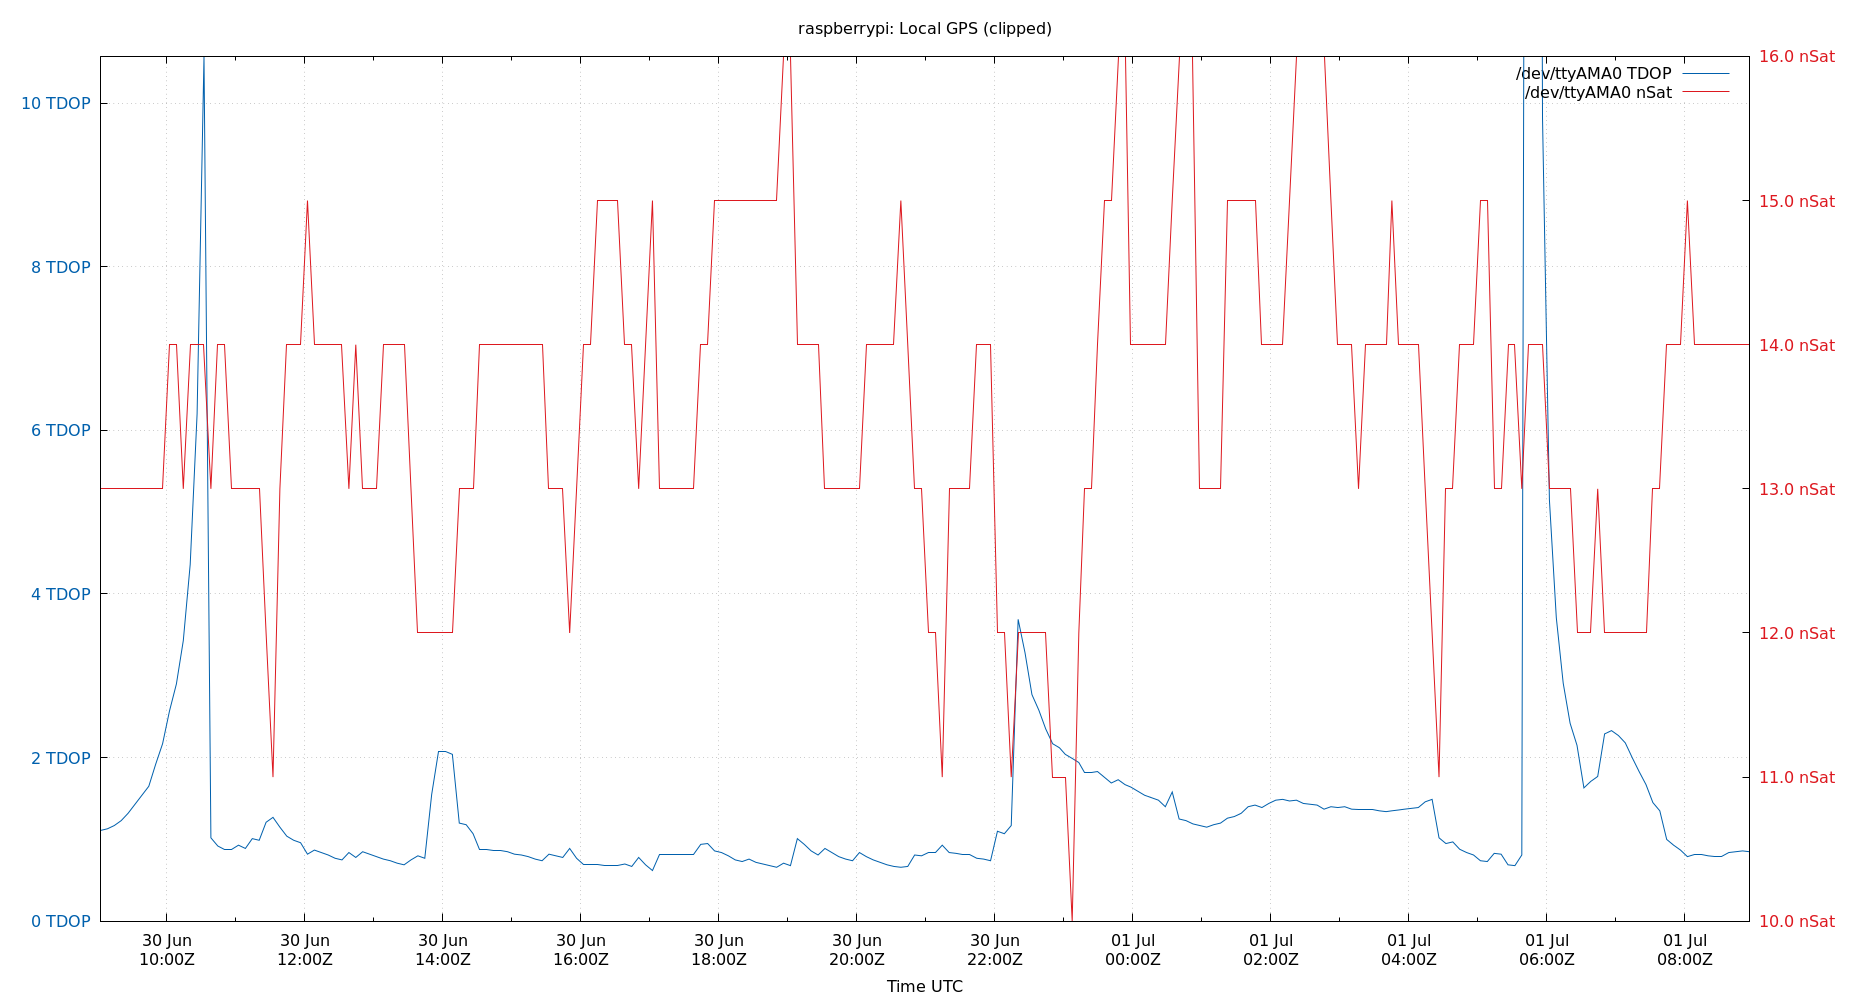 raspberrypi: Local GPS (clipped)
/dev/ttyAMA0 TDOP
/dev/ttyAMA0 nSat
10 TDOP
8 TDOP
6 TDOP
4 TDOP
2 TDOP
0 TDOP
16.0 nSat
15.0 nSat
14.0 nSat
13.0 nSat
12.0 nSat
11.0 nSat
10.0 nSat
30 Jun 10:00Z
30 Jun 12:00Z
30 Jun 14:00Z
30 Jun 16:00Z
30 Jun 18:00Z
30 Jun 20:00Z
30 Jun 22:00Z
01 Jul 00:00Z
01 Jul 02:00Z
01 Jul 04:00Z
01 Jul 06:00Z
01 Jul 08:00Z
Time UTC